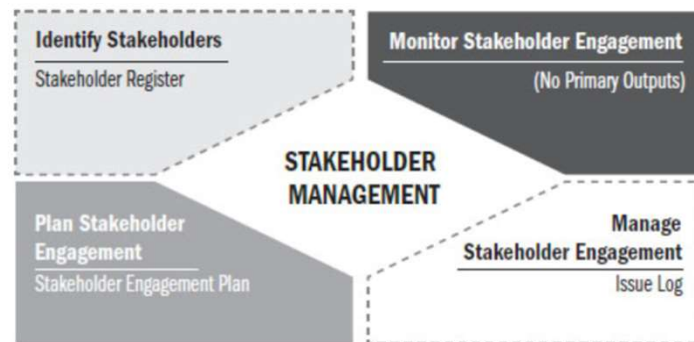 Identify Stakeholders
Stakeholder Register
Monitor Stakeholder Engagement
(No Primary Outputs)
STAKEHOLDER
MANAGEMENT
Plan Stakeholder
Engagement
Stakeholder Engagement Plan
Manage
Stakeholder Engagement
Issue Log